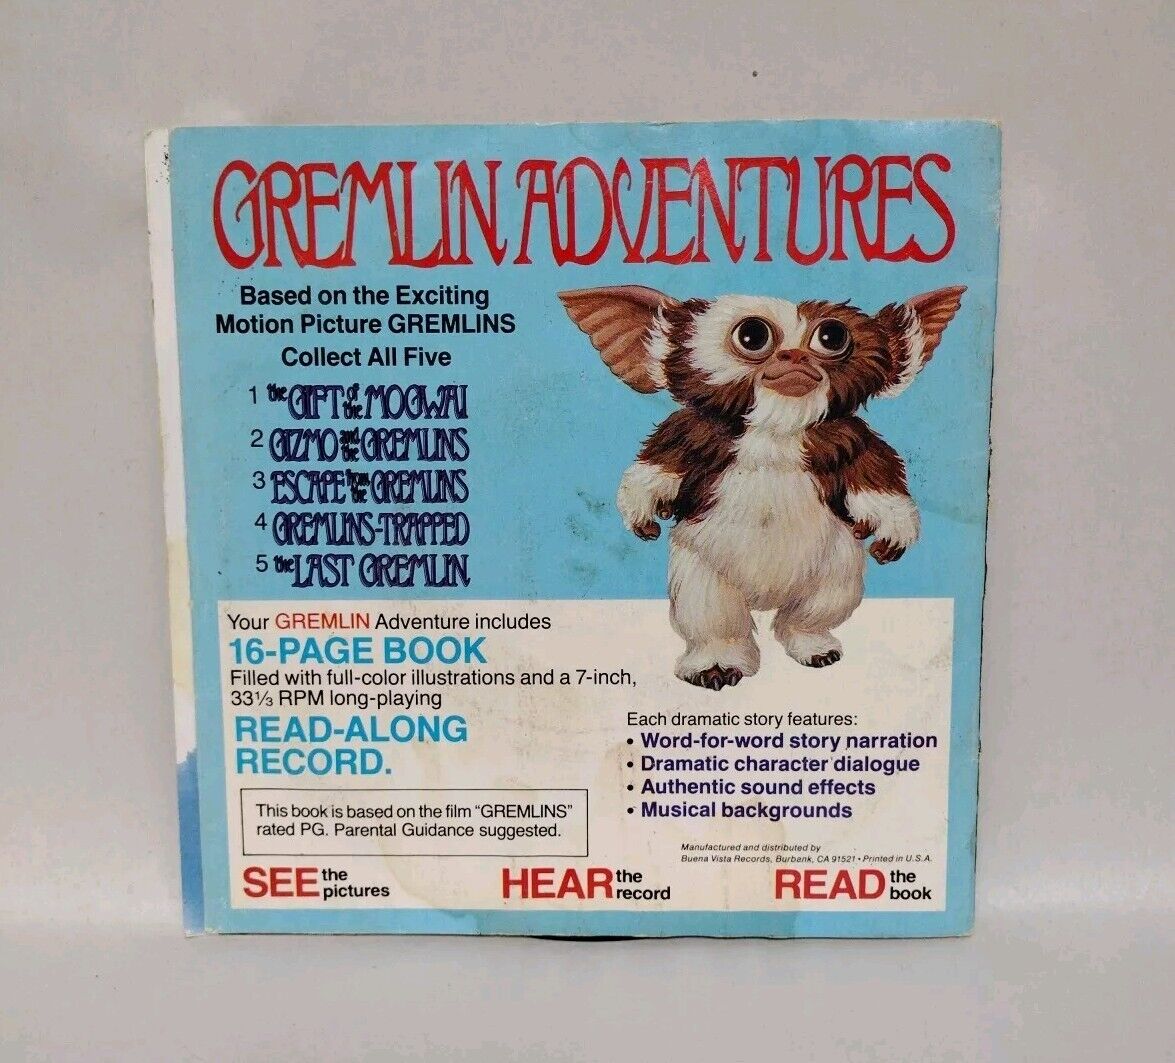 GREMLIN ADVENTURES
Based on the Exciting
Motion Picture GREMLINS
Collect All Five
1 the GIFT of the MOGWAI
2 GIZMO and the GREMLINS
3 ESCAPE from the GREMLINS
4 GREMLINS-TRAPPED
5 the LAST GREMLIN
Your GREMLIN Adventure includes
16-PAGE BOOK
Filled with full-color illustrations and a 7-inch,
33⅓ RPM long-playing
READ-ALONG
RECORD.
Each dramatic story features:
• Word-for-word story narration
• Dramatic character dialogue
• Authentic sound effects
• Musical backgrounds
This book is based on the film "GREMLINS"
rated PG. Parental Guidance suggested.
Manufactured and distributed by
Buena Vista Records, Burbank, CA 91521 • Printed in U.S.A.
SEE the pictures HEAR the record READ the book